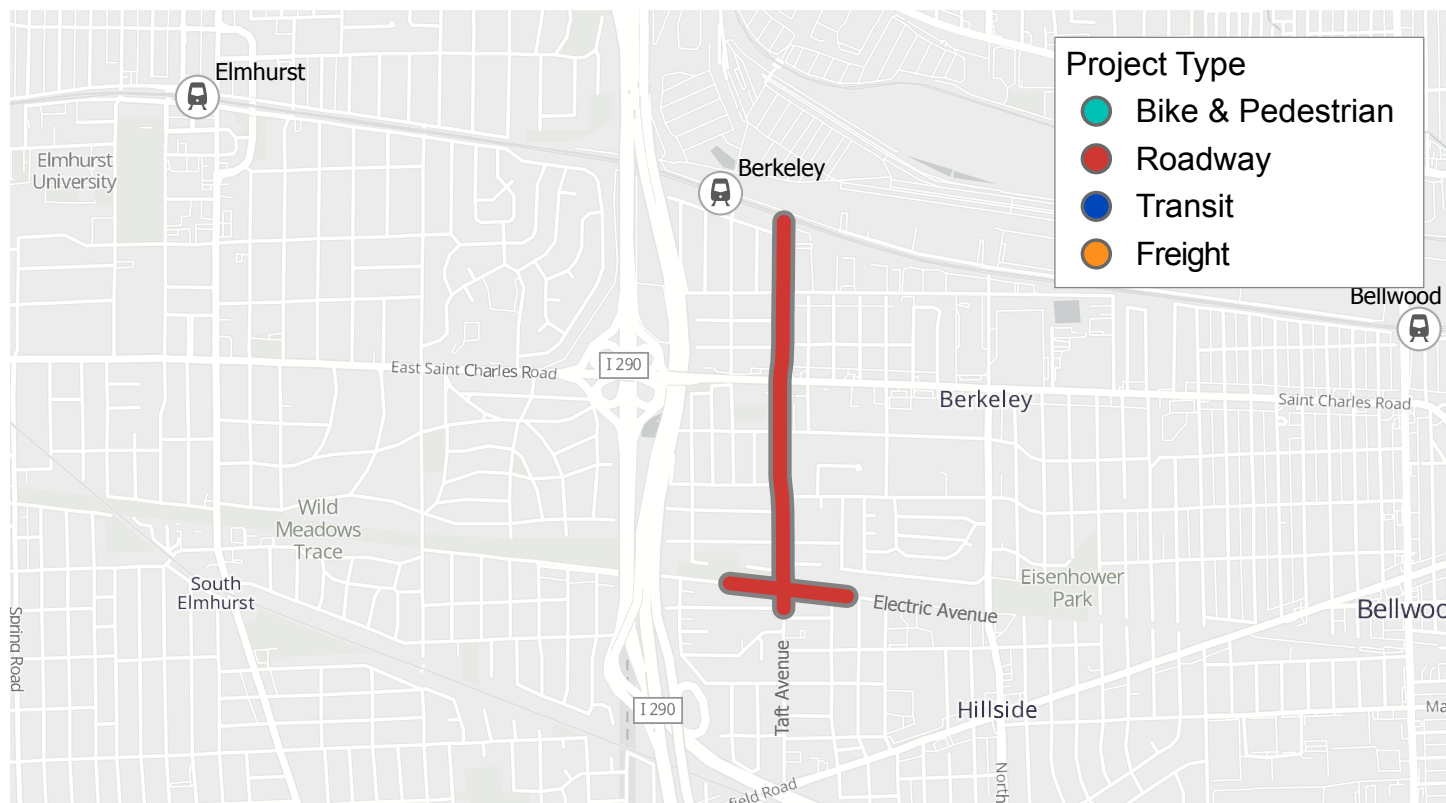 Elmhurst
Elmhurst
University
Berkeley
Project Type
Bike & Pedestrian
Roadway
Transit
Freight
Bellwood
I 290
East Saint Charles Road
Berkeley
Saint Charles Road
Wild
Meadows
Trace
South
Elmhurst
Eisenhower
Park
Electric Avenue
Bellwoo
Spring Road
Taft Avenue
I 290
Hillside
Ma
North
field Road